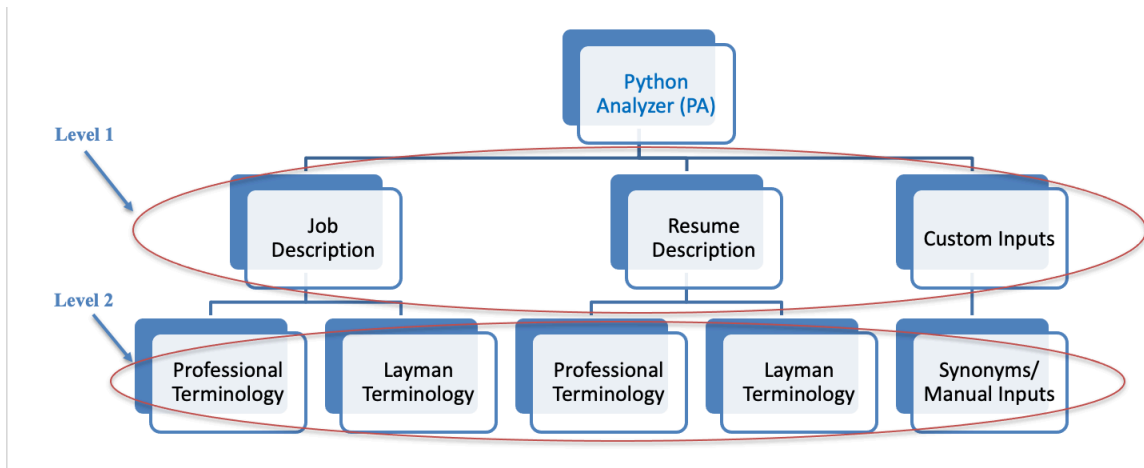 Python
Analyzer (PA)
Level 1
Job
Description
Resume
Description
Custom Inputs
Level 2
Professional
Terminology
Layman
Terminology
Professional
Terminology
Layman
Terminology
Synonyms/
Manual Inputs